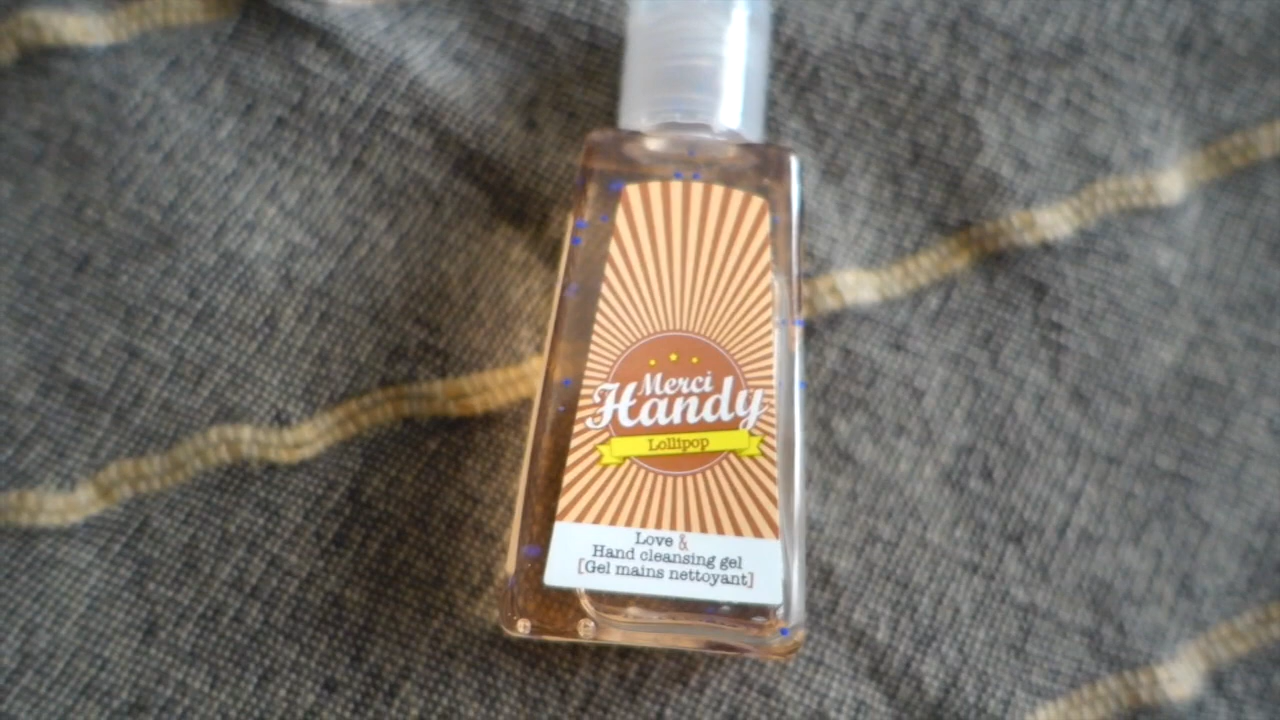 Merci
Handy
Lollipop
Love &
Hand cleansing gel
[Gel mains nettoyant]